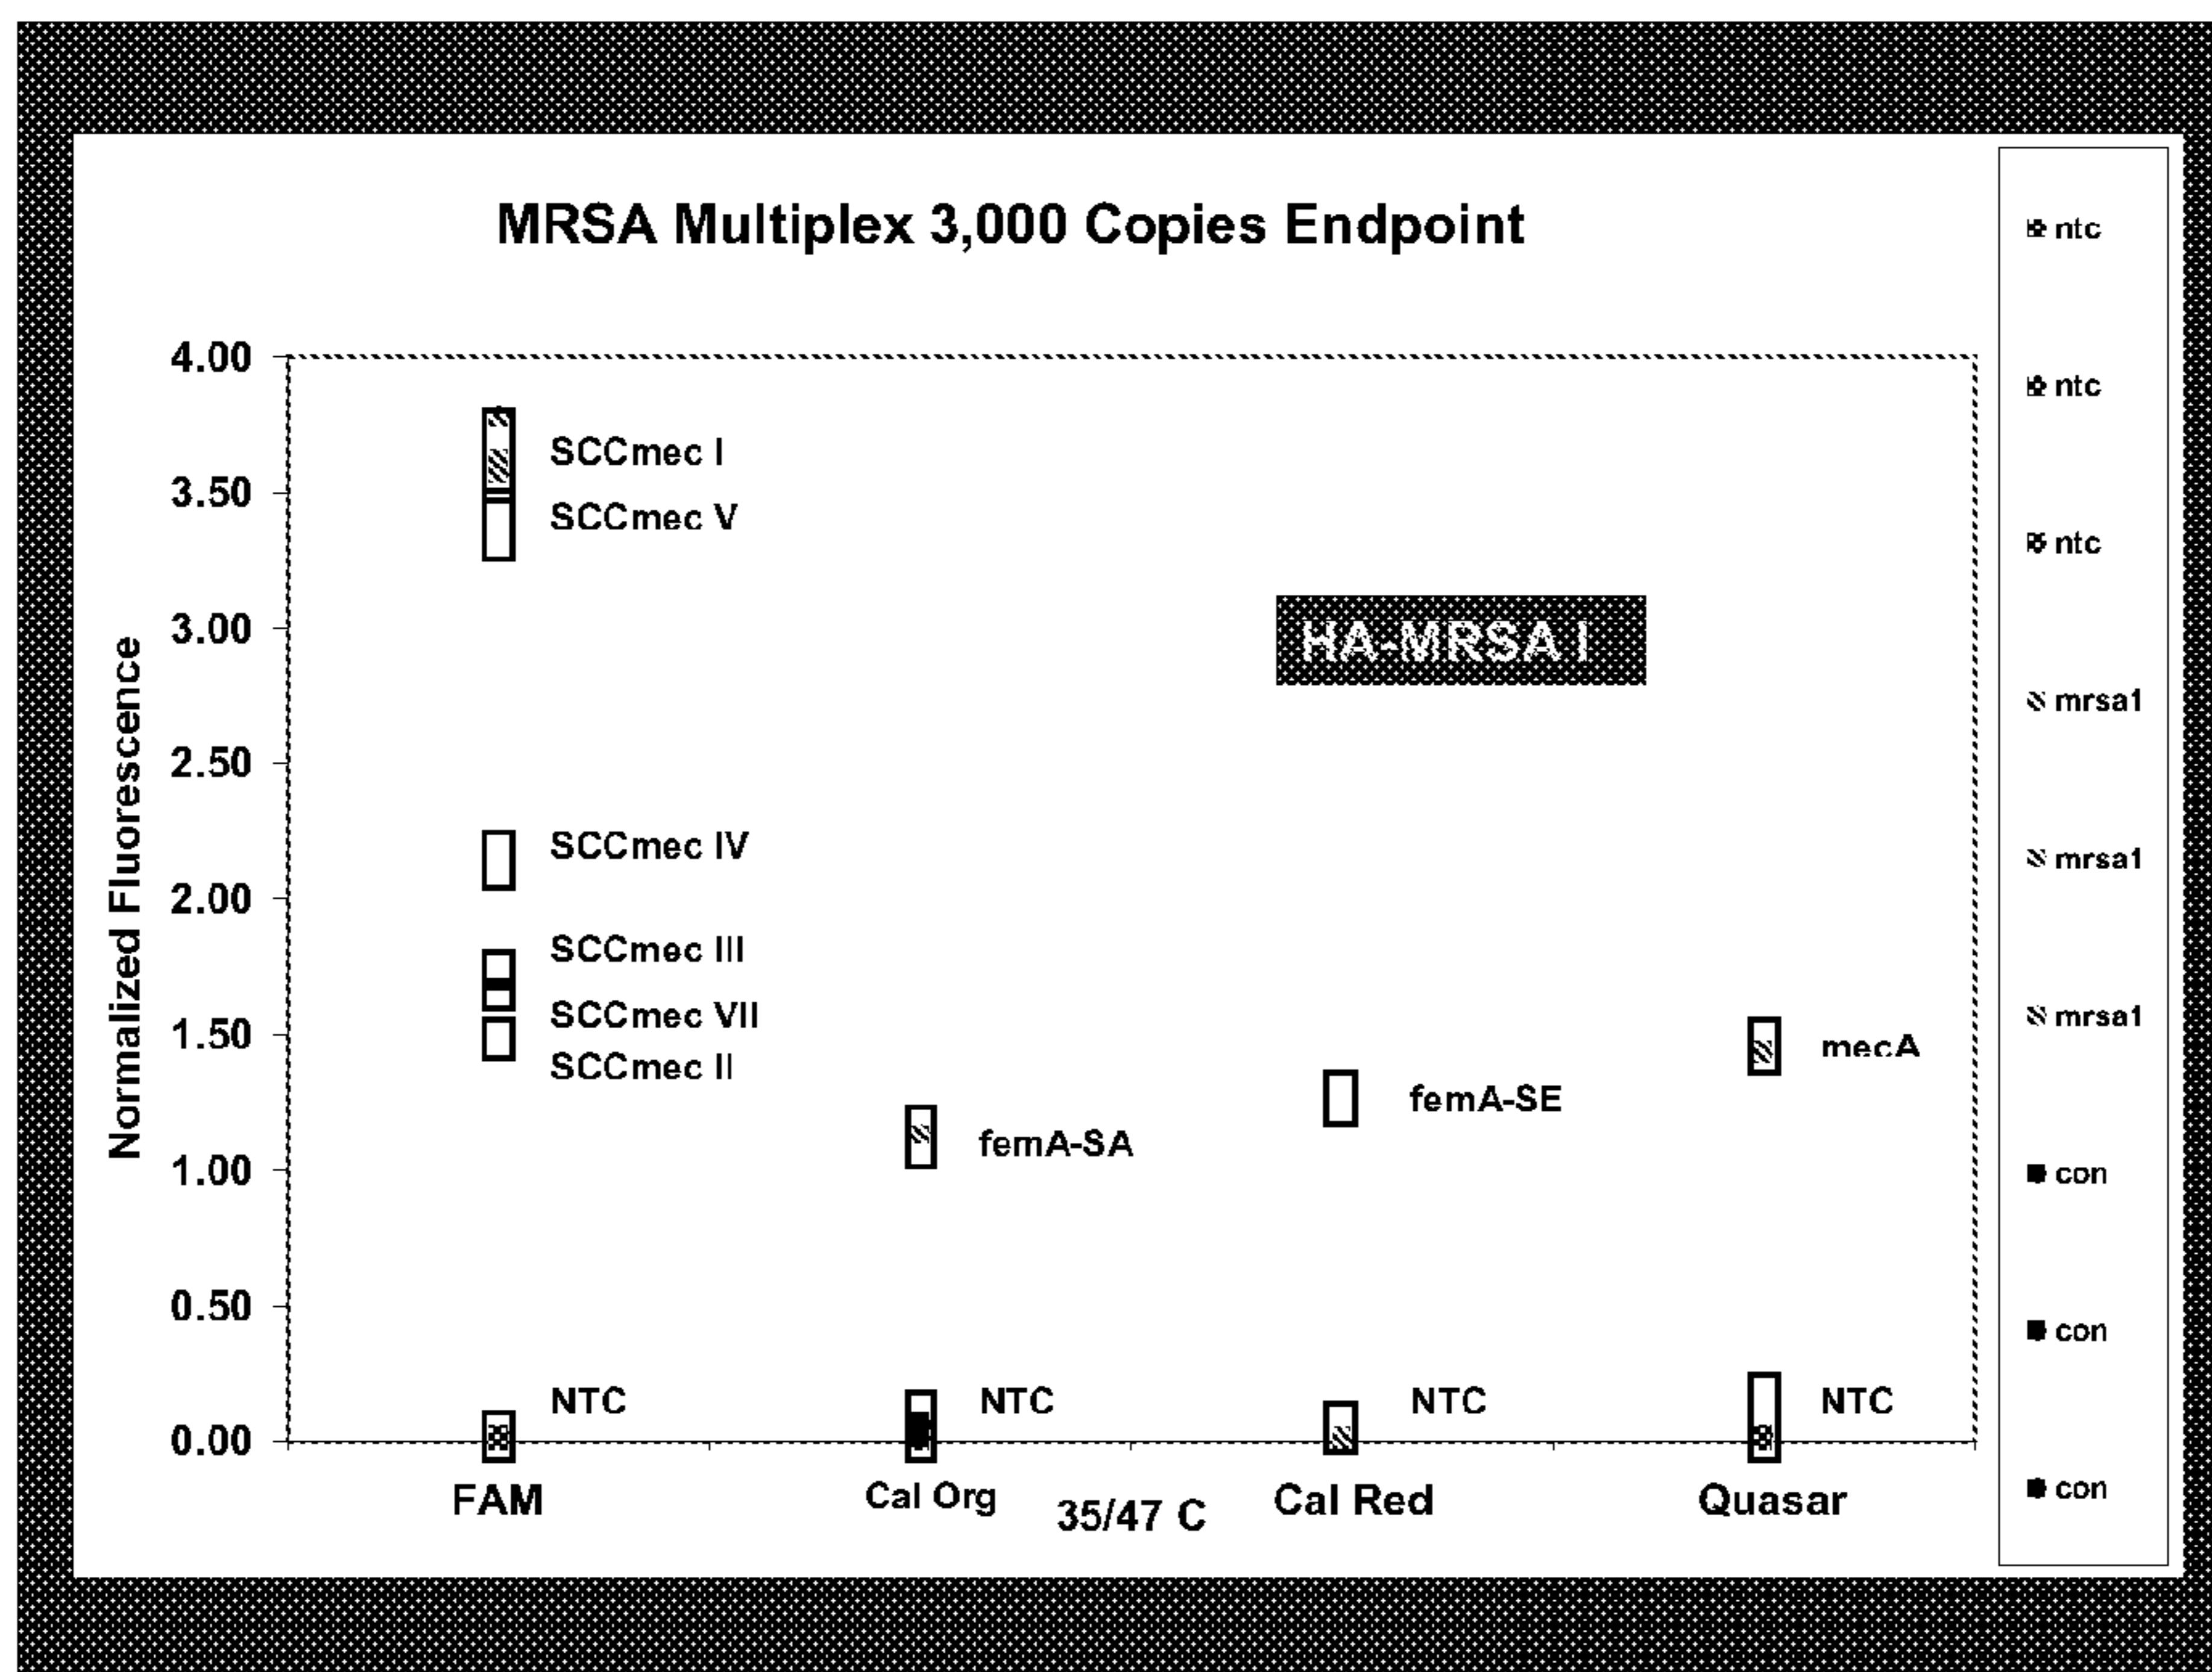 MRSA Multiplex 3,000 Copies Endpoint
Normalized Fluorescence
4.00
3.50
3.00
2.50
2.00
1.50
1.00
0.50
0.00
SCCmec I
SCCmec V
SCCmec IV
SCCmec III
SCCmec VII
SCCmec II
NTC
femA-SA
NTC
HA-MRSA I
femA-SE
NTC
mecA
NTC
FAM
Cal Org
35/47 C
Cal Red
Quasar
ntc
ntc
ntc
mrsa1
mrsa1
mrsa1
con
con
con